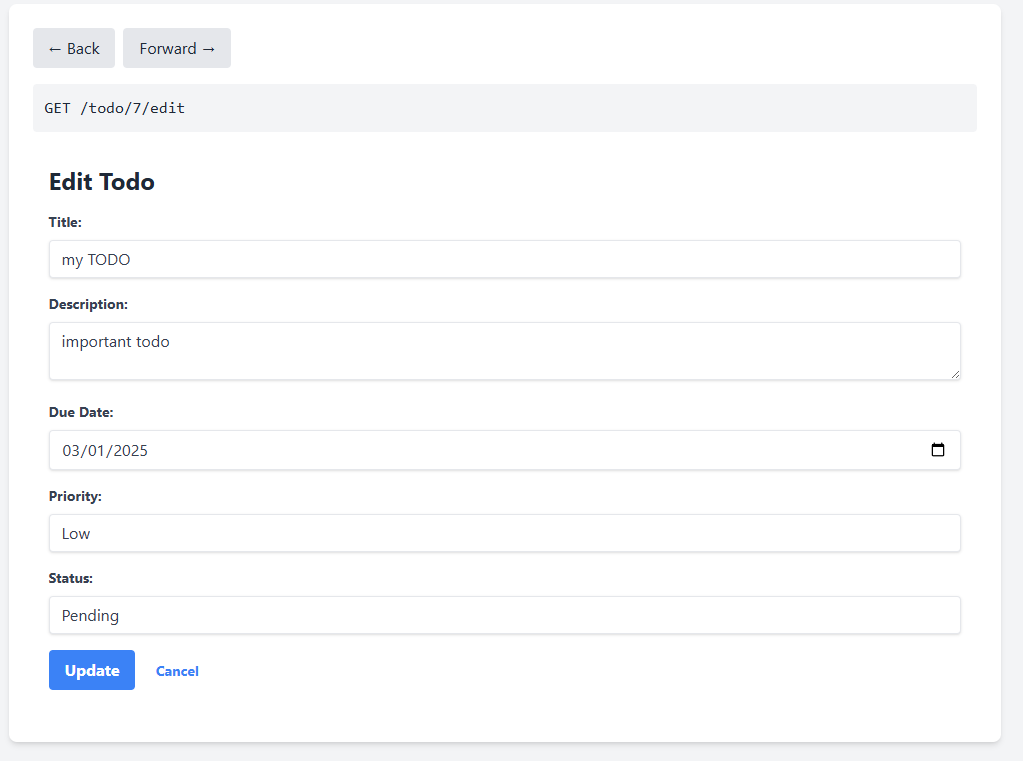 ← Back Forward →
GET /todo/7/edit
Edit Todo
Title:
my TODO
Description:
important todo
Due Date:
03/01/2025
Priority:
Low
Status:
Pending
Update Cancel